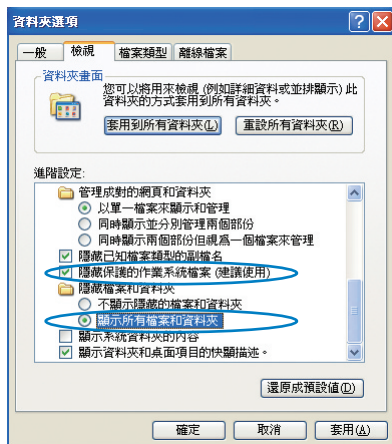 資料夾選項
一般
檢視
檔案類型
離線檔案
資料夾畫面
您可以將用來檢視 (例如詳細資料或並排顯示) 此
資料夾的方式套用到所有資料夾。
套用到所有資料夾(L)
重設所有資料夾(R)
進階設定:
管理成對的網頁和資料夾
以單一檔案來顯示和管理
同時顯示並分別管理兩個部份
同時顯示兩個部份但視為一個檔案來管理
隱藏已知檔案類型的副檔名
隱藏保護的作業系統檔案 (建議使用)
隱藏檔案和資料夾
不顯示隱藏的檔案和資料夾
顯示所有檔案和資料夾
顯示系統資料夾的內容
顯示資料夾和桌面項目的快顯描述。
還原成預設值(D)
確定
取消
套用(A)